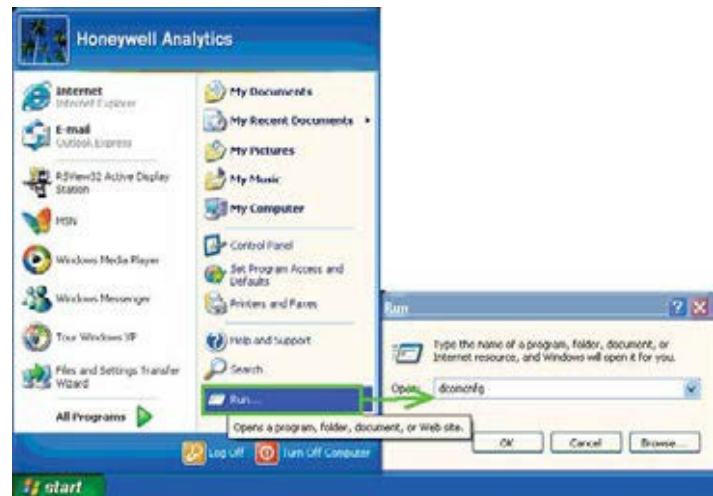 Honeywell Analytics
Internet
Internet Explorer
E-mail
Outlook Express
RSView32 Active Display
Station
MSN
Windows Media Player
Windows Messenger
Tour Windows XP
Files and Settings Transfer
Wizard
All Programs
My Documents
My Recent Documents
My Pictures
My Music
My Computer
Control Panel
Set Program Access and
Defaults
Printers and Faxes
Help and Support
Search
Run...
Opens a program, folder, document, or Web site.
Log Off
Turn Off Computer
start
Run
Type the name of a program, folder, document, or
Internet resource, and Windows will open it for you.
Open:
dcomcnfg
OK
Cancel
Browse...